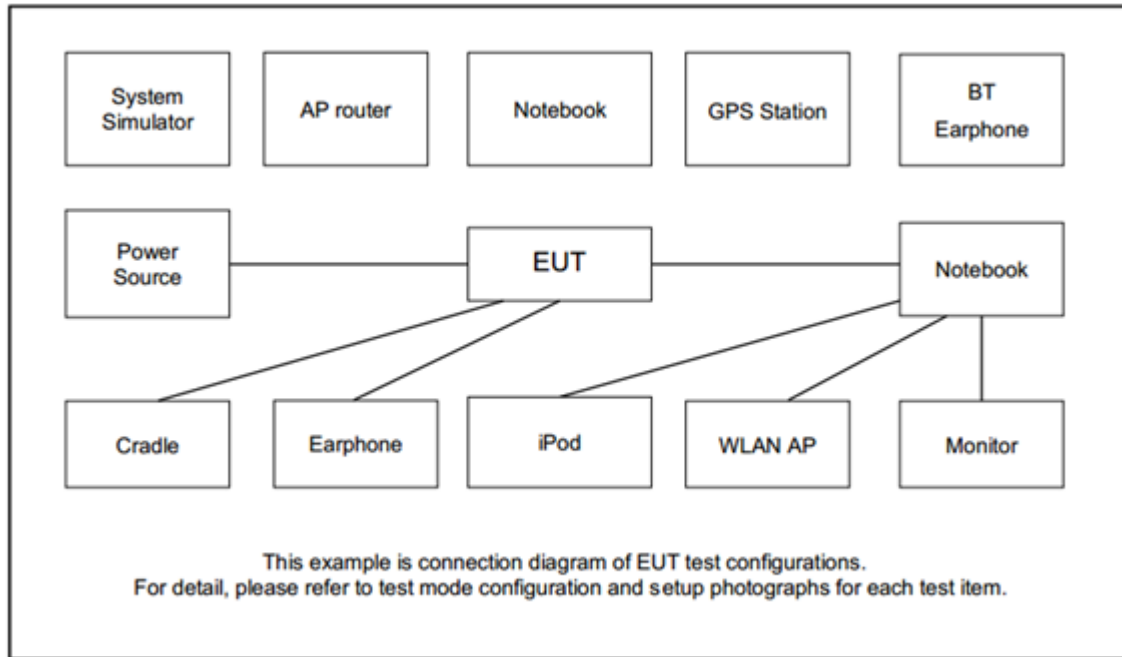 System
Simulator
AP router
Notebook
GPS Station
BT
Earphone
Power
Source
EUT
Notebook
Cradle
Earphone
iPod
WLAN AP
Monitor
This example is connection diagram of EUT test configurations.
For detail, please refer to test mode configuration and setup photographs for each test item.